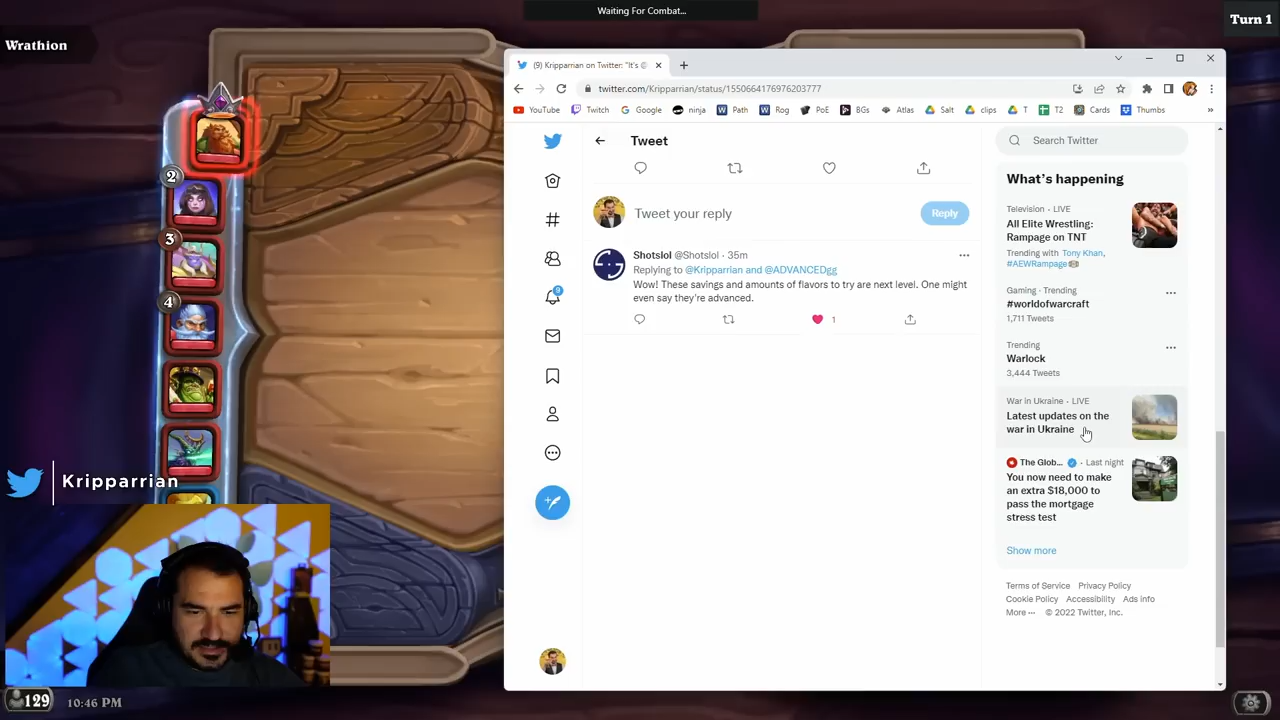 Waiting For Combat...
Turn 1
Wrathion
2
3
4
(9) Kripparrian on Twitter: "It's @
twitter.com/Kripparrian/status/1550664176976203777
YouTube
Twitch
Google
ninja
Path
Rog
PoE
BGs
Atlas
Salt
clips
T
T2
Cards
Thumbs
»
Tweet
Tweet your reply
Reply
Shotslol @Shotslol · 35m
Replying to @Kripparrian and @ADVANCEDgg
Wow! These savings and amounts of flavors to try are next level. One might
even say they're advanced.
1
9
Search Twitter
What's happening
Television · LIVE
All Elite Wrestling:
Rampage on TNT
Trending with Tony Khan,
#AEWRampage
Gaming · Trending
#worldofwarcraft
1,711 Tweets
Trending
Warlock
3,444 Tweets
War in Ukraine · LIVE
Latest updates on the
war in Ukraine
The Glob... · Last night
You now need to make
an extra $18,000 to
pass the mortgage
stress test
Show more
Terms of Service Privacy Policy
Cookie Policy Accessibility Ads info
More ··· © 2022 Twitter, Inc.
Kripparrian
129
10:46 PM